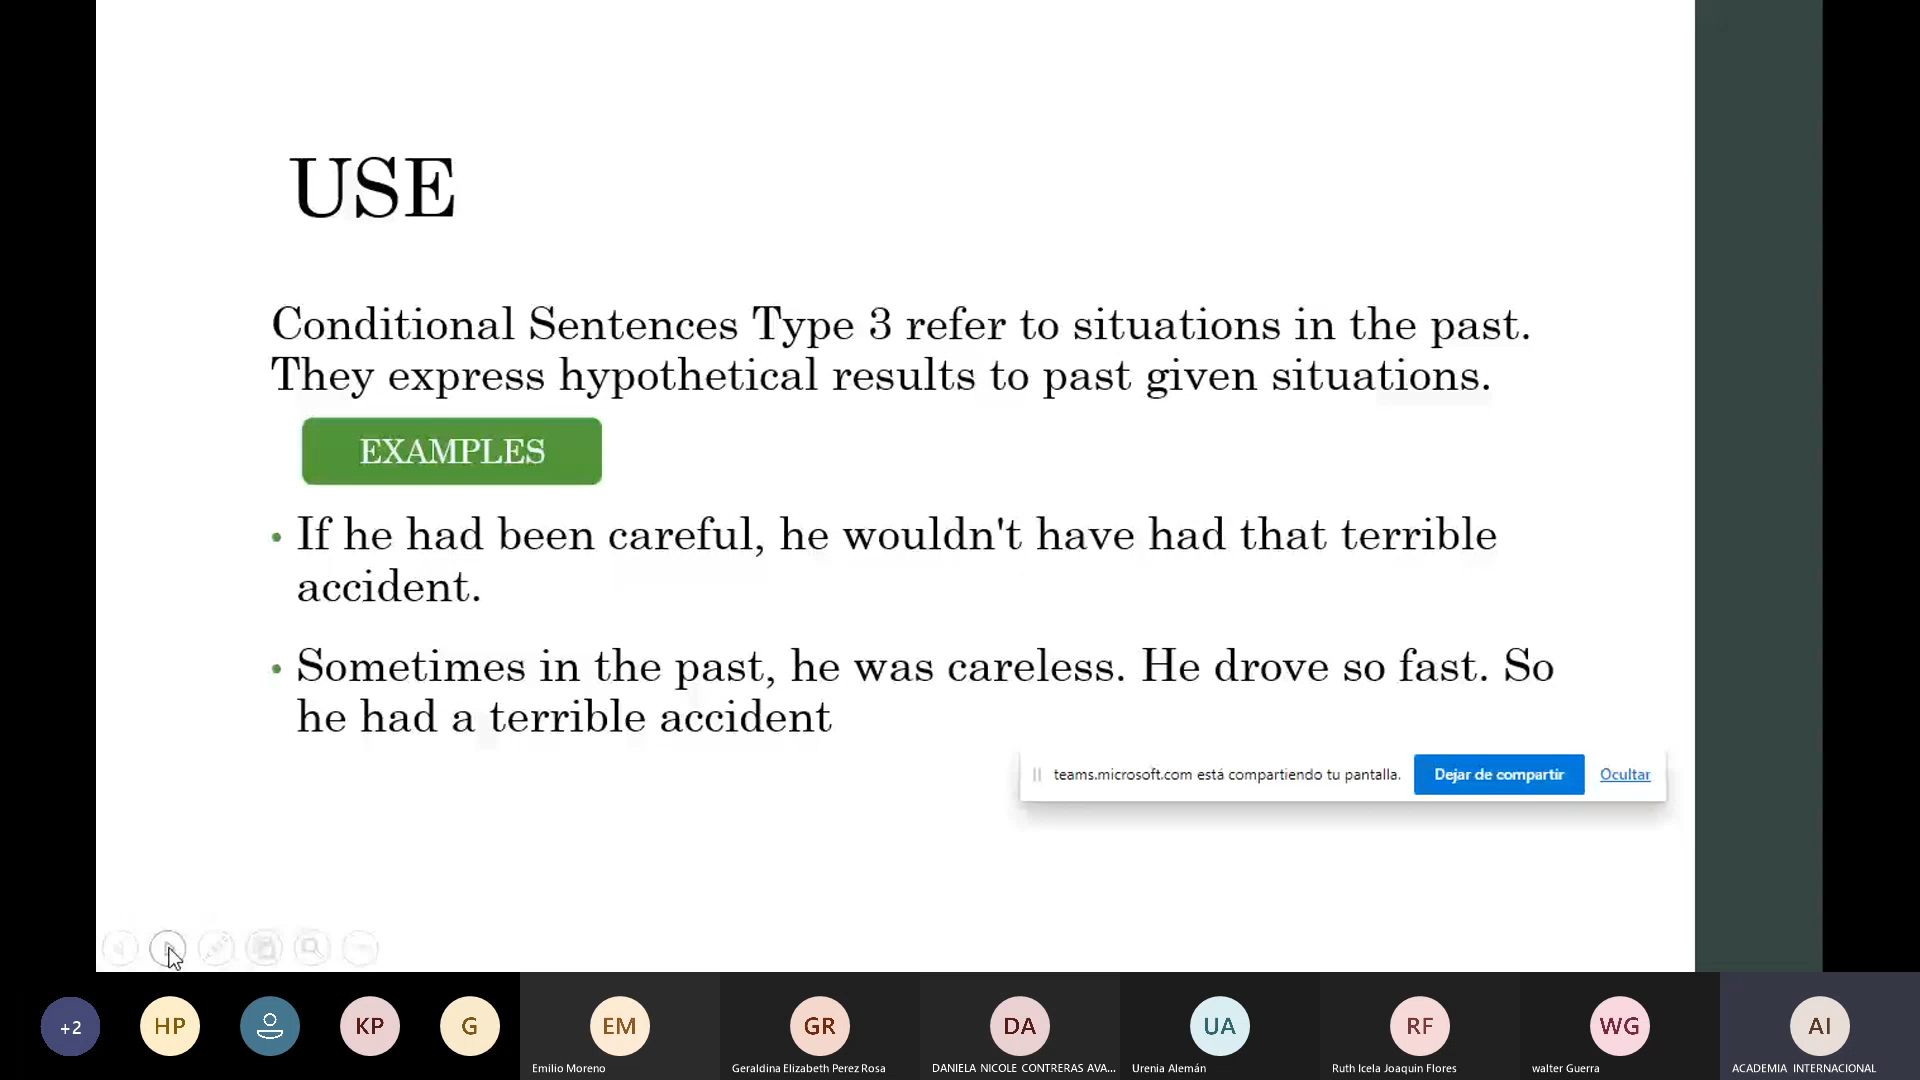 USE
Conditional Sentences Type 3 refer to situations in the past.
They express hypothetical results to past given situations.
EXAMPLES
• If he had been careful, he wouldn't have had that terrible
accident.
• Sometimes in the past, he was careless. He drove so fast. So
he had a terrible accident
teams.microsoft.com está compartiendo tu pantalla. Dejar de compartir Ocultar
+2 HP KP G EM GR DA UA RF WG AI
Emilio Moreno Geraldina Elizabeth Perez Rosa DANIELA NICOLE CONTRERAS AVA... Urenia Alemán Ruth Icela Joaquin Flores walter Guerra ACADEMIA INTERNACIONAL